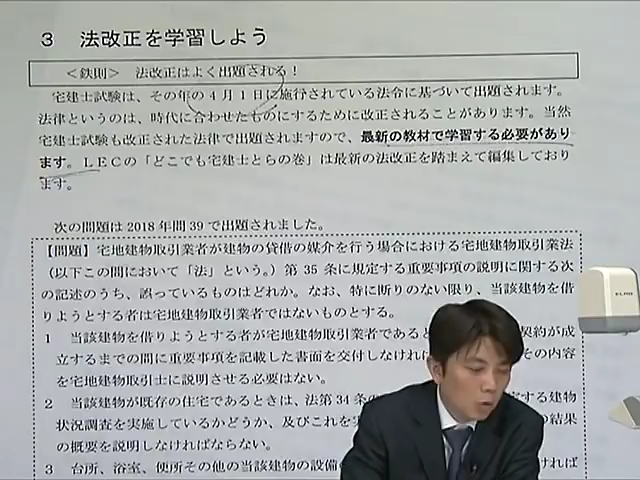 3 法改正を学習しよう
<鉄則> 法改正はよく出題される!
宅建士試験は、その年の4月1日に施行されている法令に基づいて出題されます。
法律というのは、時代に合わせたものにするために改正されることがあります。当然
宅建士試験も改正された法律で出題されますので、最新の教材で学習する必要があり
ます。LECの「どこでも宅建士とらの巻」は最新の法改正を踏まえて編集しており
ます。
次の問題は2018年問39で出題されました。
【問題】宅地建物取引業者が建物の貸借の媒介を行う場合における宅地建物取引業法
(以下この問において「法」という。)第35条に規定する重要事項の説明に関する次
の記述のうち、誤っているものはどれか。なお、特に断りのない限り、当該建物を借
りようとする者は宅地建物取引業者ではないものとする。
1 当該建物を借りようとする者が宅地建物取引業者であると 契約が成
立するまでの間に重要事項を記載した書面を交付しなければ その内容
を宅地建物取引士に説明させる必要はない。
2 当該建物が既存の住宅であるときは、法第34条の 定する建物
状況調査を実施しているかどうか、及びこれを実 の結果
の概要を説明しなければならない。
3 台所、浴室、便所その他の当該建物の設備の ければ